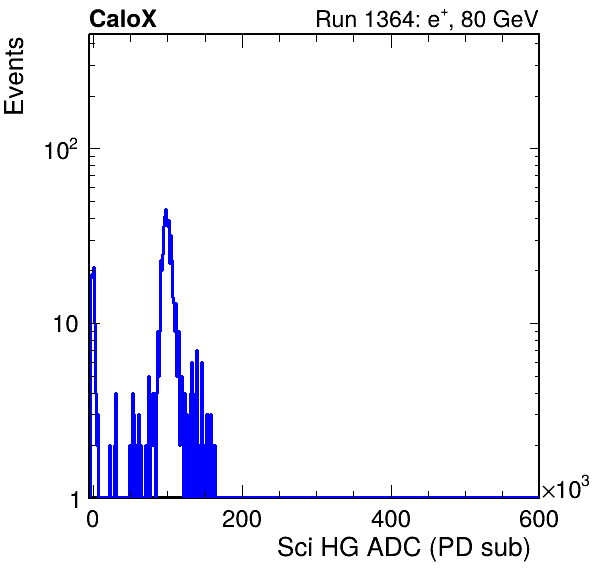 CaloX Run 1364: e⁺, 80 GeV
Events
10²
10
1
0 200 400 600
×10³
Sci HG ADC (PD sub)